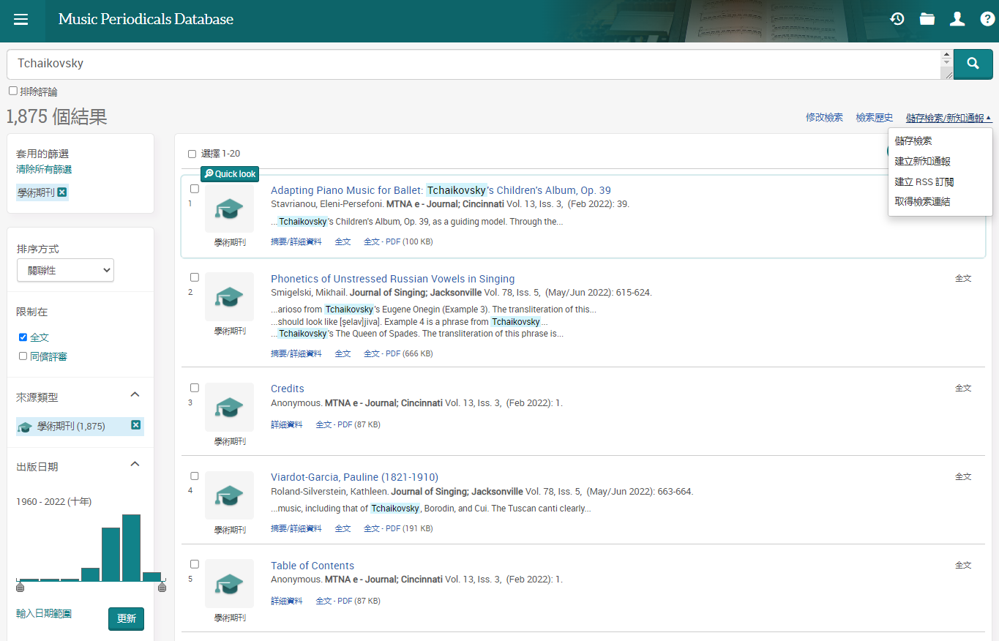 Music Periodicals Database
Tchaikovsky
排除評論
1,875 個結果
修改檢索 檢索歷史 儲存檢索/新知通報
儲存檢索
建立新知通報
建立 RSS 訂閱
取得檢索連結
套用的篩選
清除所有篩選
學術期刊
排序方式
關聯性
限制在
全文
同儕評審
來源類型
學術期刊 (1,875)
出版日期
1960 - 2022 (十年)
輸入日期範圍
更新
選擇 1-20
Quick look
1
學術期刊
Adapting Piano Music for Ballet: Tchaikovsky's Children's Album, Op. 39
Stavrianou, Eleni-Persefoni. MTNA e - Journal; Cincinnati Vol. 13, Iss. 3, (Feb 2022): 39.
...Tchaikovsky's Children's Album, Op. 39, as a guiding model. Through the...
摘要/詳細資料 全文 全文 - PDF (100 KB)
2
學術期刊
Phonetics of Unstressed Russian Vowels in Singing
全文
Smigelski, Mikhail. Journal of Singing; Jacksonville Vol. 78, Iss. 5, (May/Jun 2022): 615-624.
...arioso from Tchaikovsky's Eugene Onegin (Example 3). The transliteration of this...
...should look like [şelav]jiva]. Example 4 is a phrase from Tchaikovsky...
...Tchaikovsky's The Queen of Spades. The transliteration of this phrase is...
摘要/詳細資料 全文 全文 - PDF (666 KB)
3
學術期刊
Credits
全文
Anonymous. MTNA e - Journal; Cincinnati Vol. 13, Iss. 3, (Feb 2022): 1.
詳細資料 全文 - PDF (87 KB)
4
學術期刊
Viardot-Garcia, Pauline (1821-1910)
全文
Roland-Silverstein, Kathleen. Journal of Singing; Jacksonville Vol. 78, Iss. 5, (May/Jun 2022): 663-664.
...music, including that of Tchaikovsky, Borodin, and Cui. The Tuscan canti clearly...
摘要/詳細資料 全文 全文 - PDF (191 KB)
5
學術期刊
Table of Contents
全文
Anonymous. MTNA e - Journal; Cincinnati Vol. 13, Iss. 3, (Feb 2022): 1.
詳細資料 全文 - PDF (87 KB)